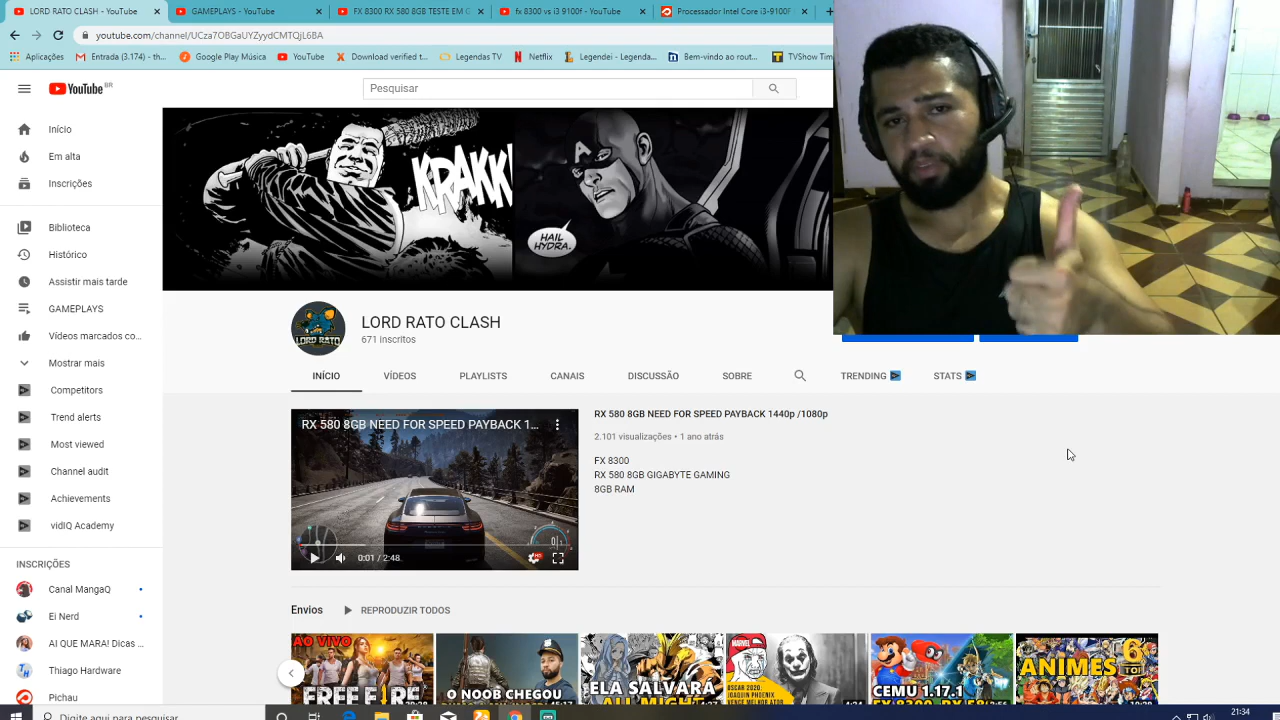 LORD RATO CLASH - YouTube
GAMEPLAYS - YouTube
FX 8300 RX 580 8GB TESTE EM C
fx 8300 vs i3 9100f - YouTube
Processador Intel Core i3-9100F
youtube.com/channel/UCza7O8GaUYZyydCMTQjL6BA
Aplicações
Entrada (3.174) - th...
Google Play Música
YouTube
Download verified t...
Legendas TV
Netflix
Legendei - Legenda...
Bem-vindo ao rout...
TVShow Tim
YouTube BR
Pesquisar
Início
Em alta
Inscrições
Biblioteca
Histórico
Assistir mais tarde
GAMEPLAYS
Vídeos marcados co...
Mostrar mais
Competitors
Trend alerts
Most viewed
Channel audit
Achievements
vidIQ Academy
INSCRIÇÕES
Canal MangaQ
Ei Nerd
AI QUE MARA! Dicas ...
Thiago Hardware
Pichau
KRAKK
HAIL
HYDRA.
LORD RATO
LORD RATO CLASH
671 inscritos
INÍCIO
VÍDEOS
PLAYLISTS
CANAIS
DISCUSSÃO
SOBRE
TRENDING
STATS
RX 580 8GB NEED FOR SPEED PAYBACK 1...
0:01 / 2:48
HD
RX 580 8GB NEED FOR SPEED PAYBACK 1440p /1080p
2.101 visualizações • 1 ano atrás
FX 8300
RX 580 8GB GIGABYTE GAMING
8GB RAM
Envios
REPRODUZIR TODOS
AO VIVO
FREE FIRE
O NOOB CHEGOU
ELA SALVARA
ALL MIGHT
MARVEL
OSCAR 2020:
JOAQUIN PHOENIX
CEMU 1.17.1
ANIMES
6
TOP
Digite aqui para pesquisar
21:34